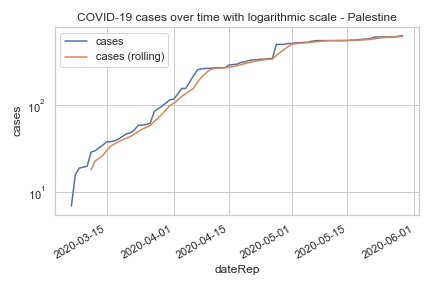 COVID-19 cases over time with logarithmic scale - Palestine
cases
cases (rolling)
cases
10²
10¹
2020-03-15
2020-04-01
2020-04-15
2020-05-01
2020-05-15
2020-06-01
dateRep